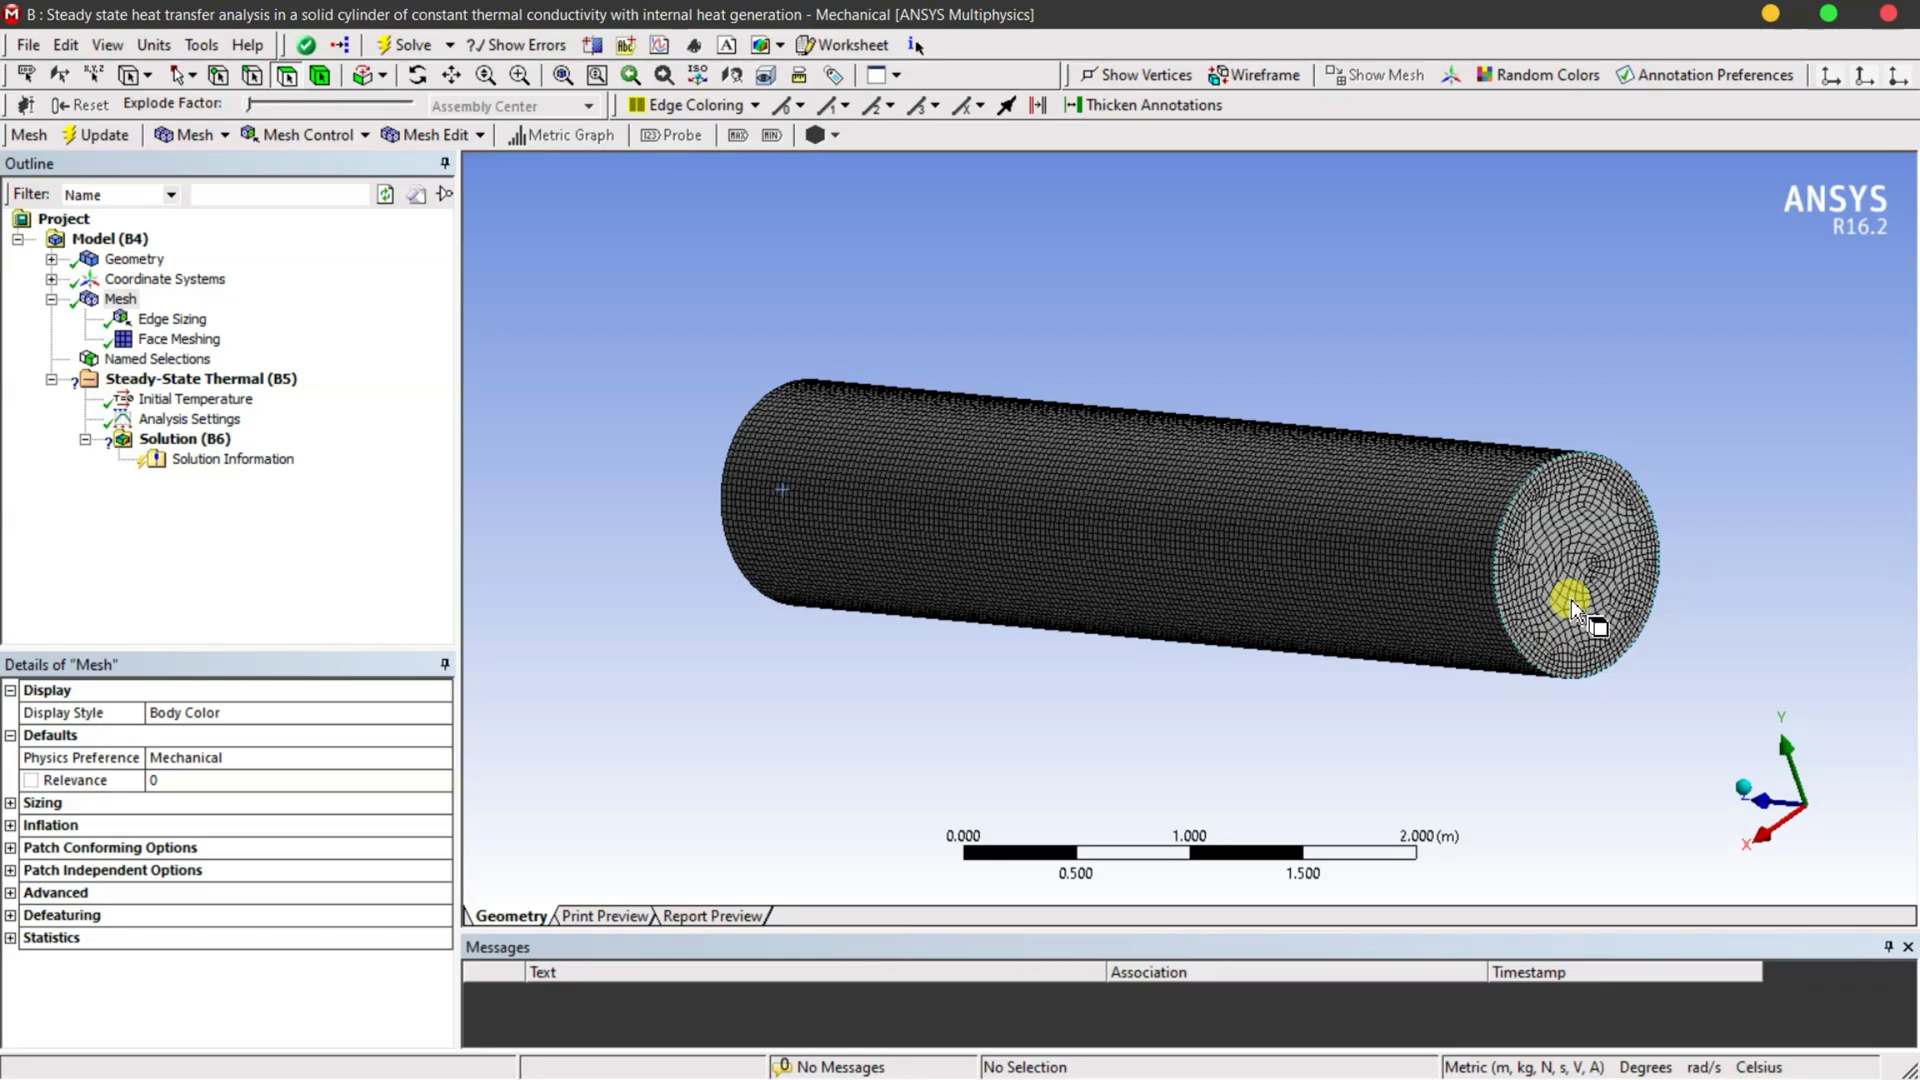 B : Steady state heat transfer analysis in a solid cylinder of constant thermal conductivity with internal heat generation - Mechanical [ANSYS Multiphysics]
File Edit View Units Tools Help Solve ?/ Show Errors Worksheet
Show Vertices Wireframe Show Mesh Random Colors Annotation Preferences
Reset Explode Factor: Assembly Center Edge Coloring Thicken Annotations
Mesh Update Mesh Mesh Control Mesh Edit Metric Graph Probe MAX MIN
Outline
Filter: Name
Project
Model (B4)
Geometry
Coordinate Systems
Mesh
Edge Sizing
Face Meshing
Named Selections
Steady-State Thermal (B5)
Initial Temperature
Analysis Settings
Solution (B6)
Solution Information
ANSYS
R16.2
Details of "Mesh"
Display
Display Style Body Color
Defaults
Physics Preference Mechanical
Relevance 0
Sizing
Inflation
Patch Conforming Options
Patch Independent Options
Advanced
Defeaturing
Statistics
Y
X
0.000 1.000 2.000 (m)
0.500 1.500
Geometry Print Preview Report Preview
Messages
Text Association Timestamp
0 No Messages No Selection Metric (m, kg, N, s, V, A) Degrees rad/s Celsius